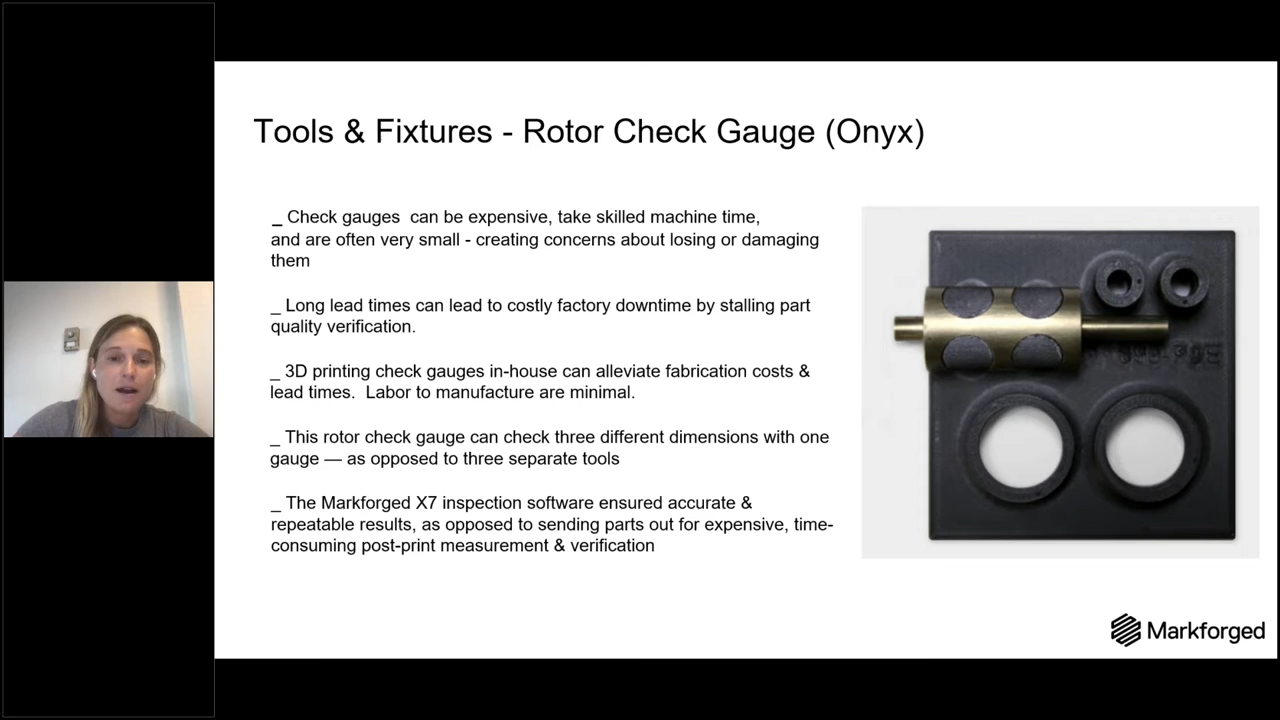 Tools & Fixtures - Rotor Check Gauge (Onyx)
_ Check gauges  can be expensive, take skilled machine time,
and are often very small - creating concerns about losing or damaging
them
_ Long lead times can lead to costly factory downtime by stalling part
quality verification.
_ 3D printing check gauges in-house can alleviate fabrication costs &
lead times.  Labor to manufacture are minimal.
_ This rotor check gauge can check three different dimensions with one
gauge — as opposed to three separate tools
_ The Markforged X7 inspection software ensured accurate &
repeatable results, as opposed to sending parts out for expensive, time-
consuming post-print measurement & verification
Markforged